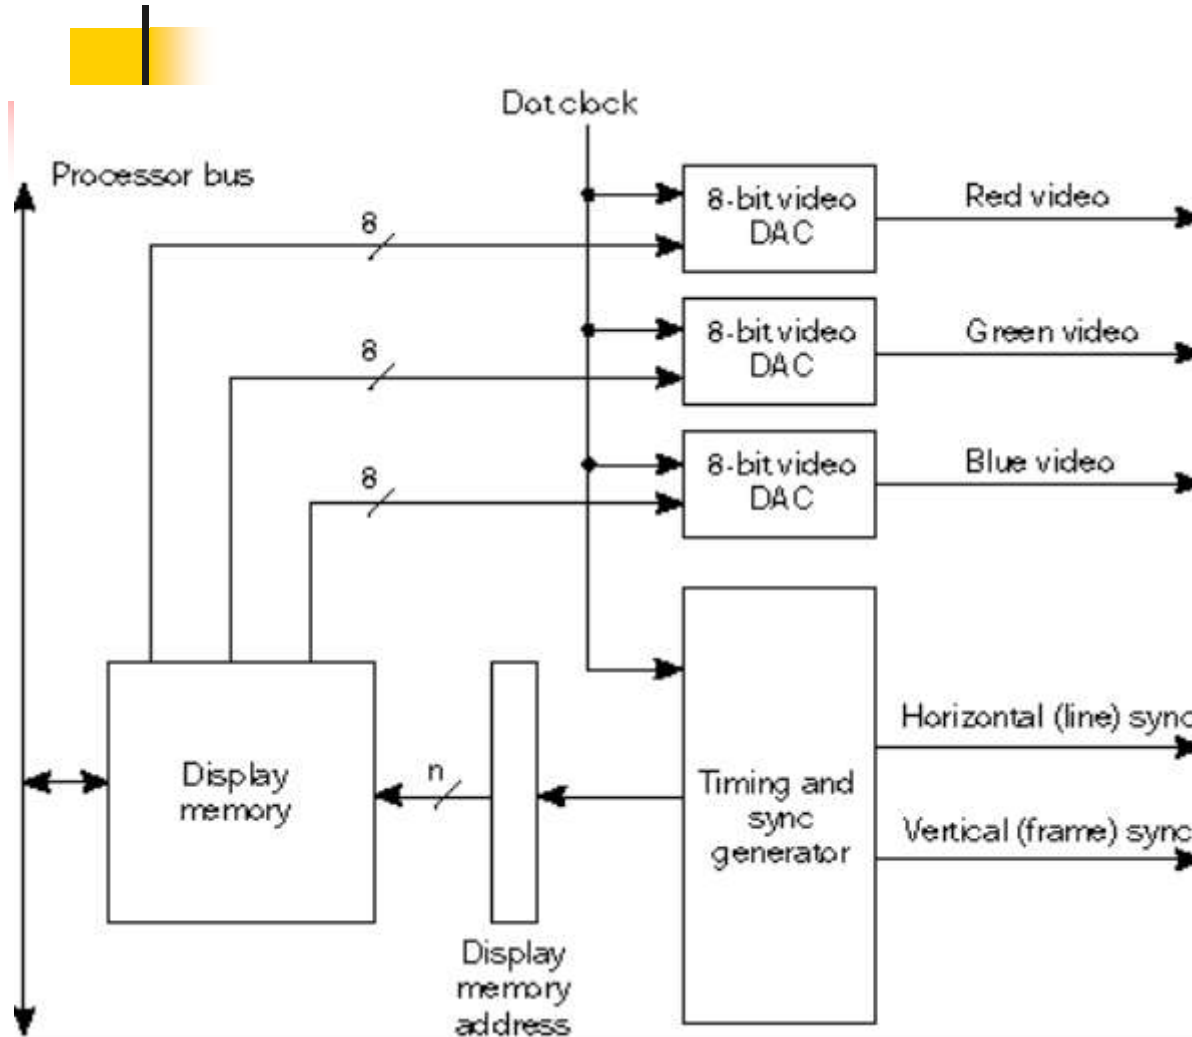 Dot clock
Processor bus
8
8-bit video
DAC
Red video
8
8-bit video
DAC
Green video
8
8-bit video
DAC
Blue video
Display
memory
n
Display
memory
address
Timing and
sync
generator
Horizontal (line) sync
Vertical (frame) sync